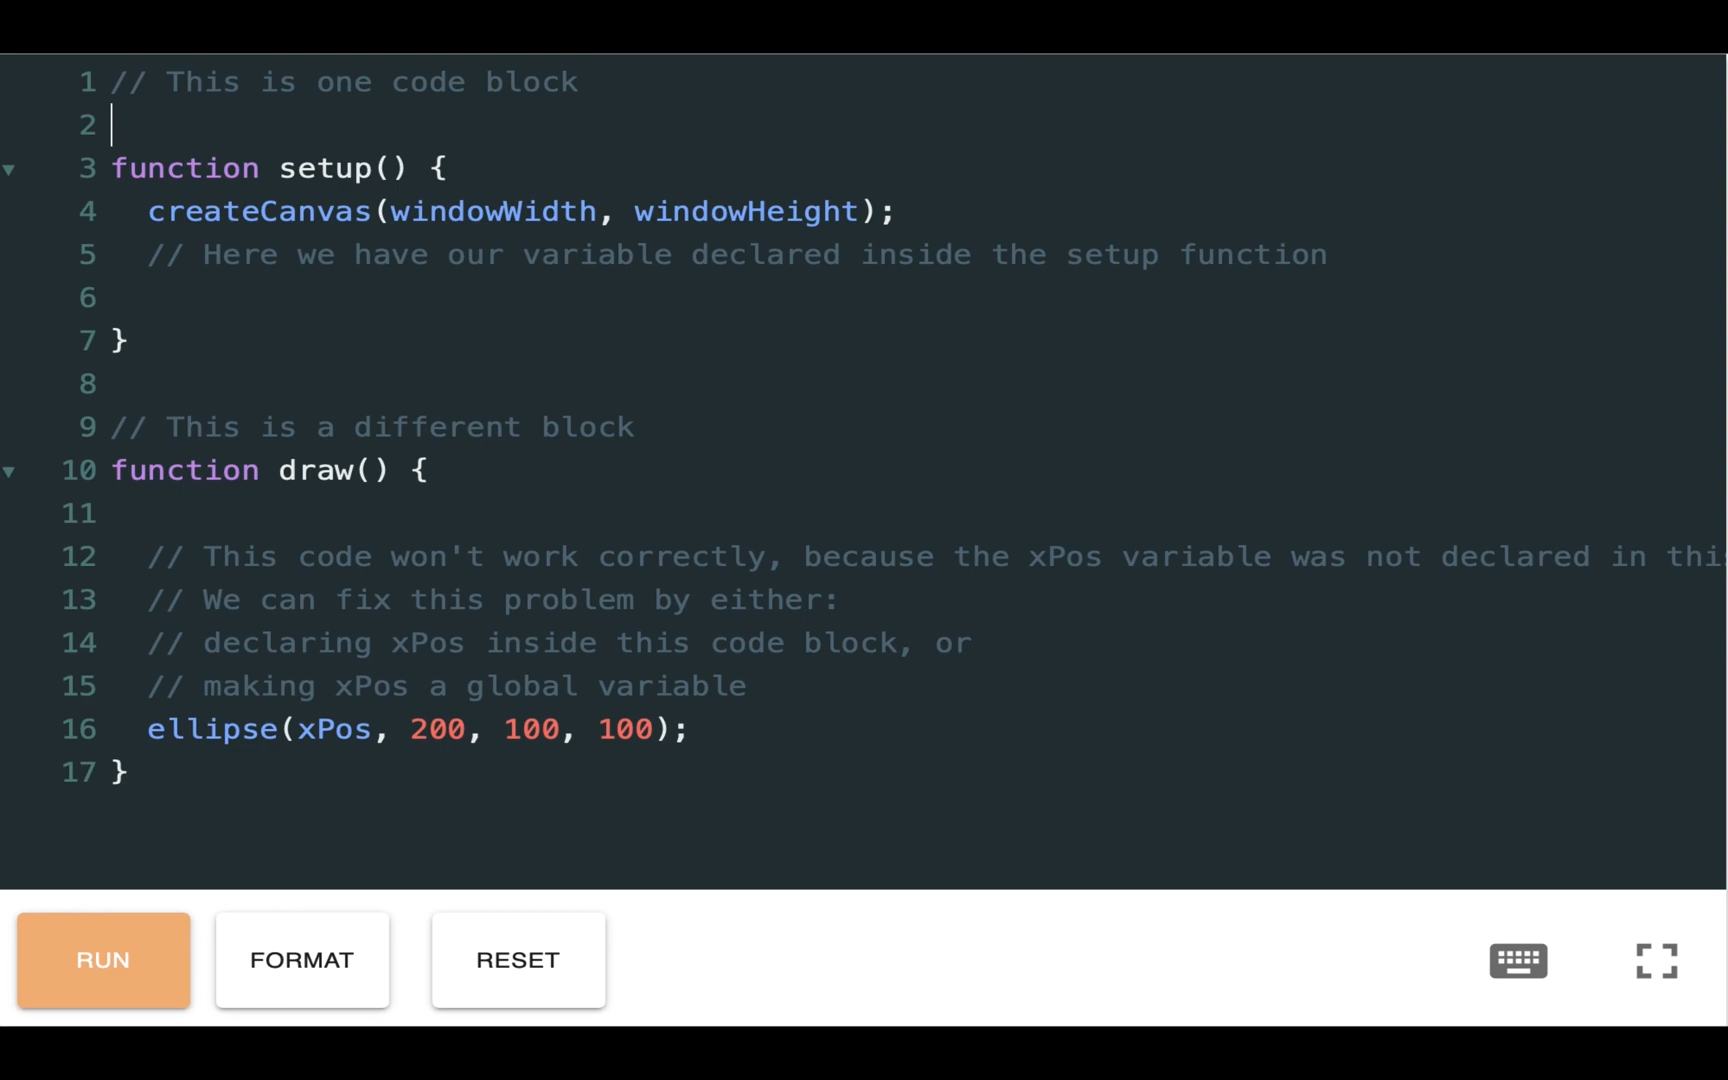 1 // This is one code block
2
3 function setup() {
4 createCanvas(windowWidth, windowHeight);
5 // Here we have our variable declared inside the setup function
6
7 }
8
9 // This is a different block
10 function draw() {
11
12 // This code won't work correctly, because the xPos variable was not declared in this
13 // We can fix this problem by either:
14 // declaring xPos inside this code block, or
15 // making xPos a global variable
16 ellipse(xPos, 200, 100, 100);
17 }
RUN FORMAT RESET